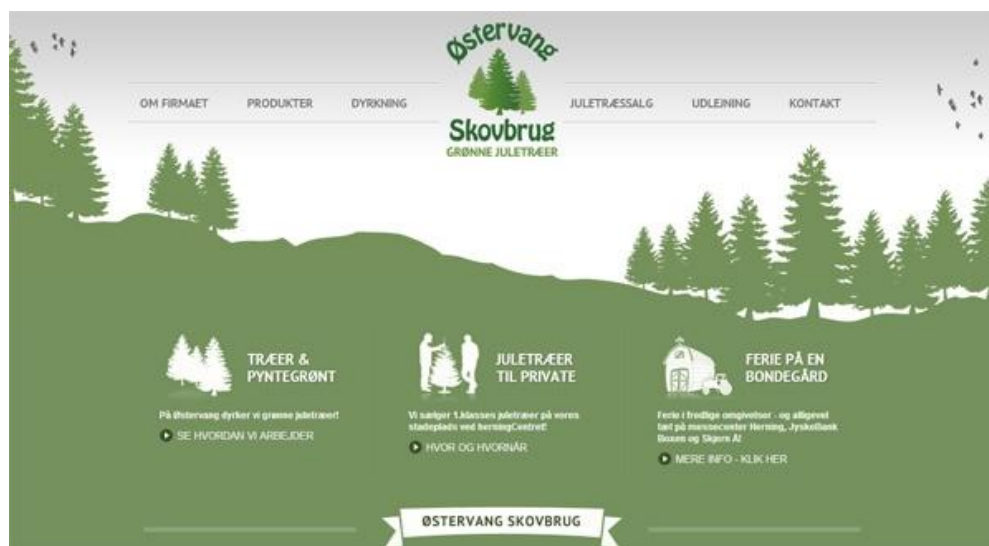 Østervang
Skovbrug
GRØNNE JULETRÆER
OM FIRMAET PRODUKTER DYRKNING JULETRÆSSALG UDLEJNING KONTAKT
TRÆER &
PYNTEGRØNT
På Østervang dyrker vi grønne juletræer!
SE HVORDAN VI ARBEJDER
JULETRÆER
TIL PRIVATE
Vi sælger 1.klasses juletræer på vores
stadeplads ved herningCentret!
HVOR OG HVORNÅR
FERIE PÅ EN
BONDEGÅRD
Ferie i fredlige omgivelser - og alligevel
tæt på messecenter Herning, JyskeBank
Boxen og Skjern Å!
MERE INFO - KLIK HER
ØSTERVANG SKOVBRUG